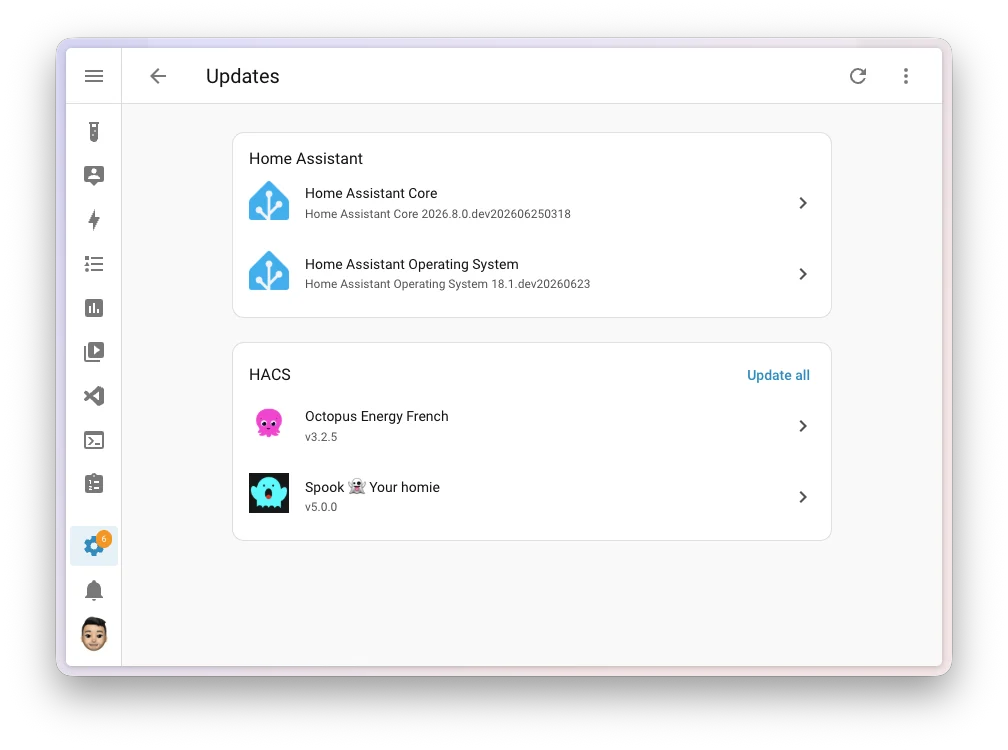 Updates
Home Assistant
Home Assistant Core
Home Assistant Core 2026.8.0.dev202606250318
Home Assistant Operating System
Home Assistant Operating System 18.1.dev20260623
HACS
Update all
Octopus Energy French
v3.2.5
Spook 👻 Your homie
v5.0.0
6